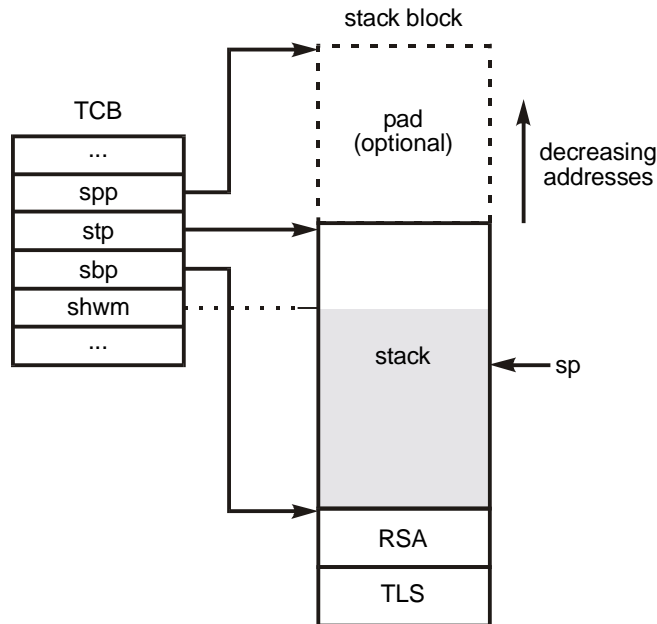 stack block
TCB
...
spp
stp
sbp
shwm
...
pad
(optional)
decreasing
addresses
stack
sp
RSA
TLS